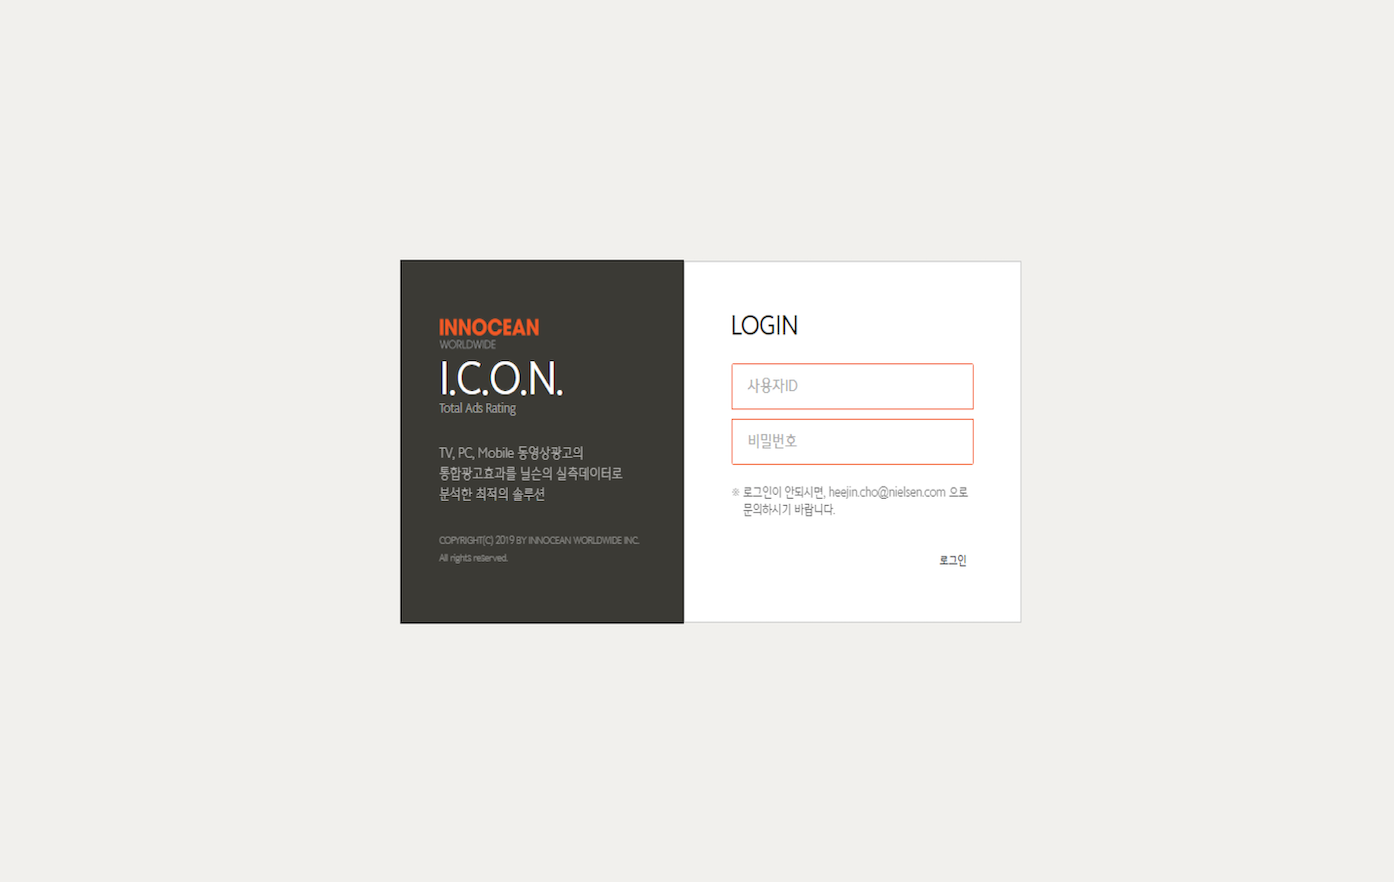 INNOCEAN
WORLDWIDE
I.C.O.N.
Total Ads Rating
TV, PC, Mobile 동영상광고의
통합광고효과를 닐슨의 실측데이터로
분석한 최적의 솔루션
COPYRIGHT(C) 2019 BY INNOCEAN WORLDWIDE INC.
All rights reserved.
LOGIN
사용자ID
비밀번호
※ 로그인이 안되시면, heejin.cho@nielsen.com 으로
문의하시기 바랍니다.
로그인